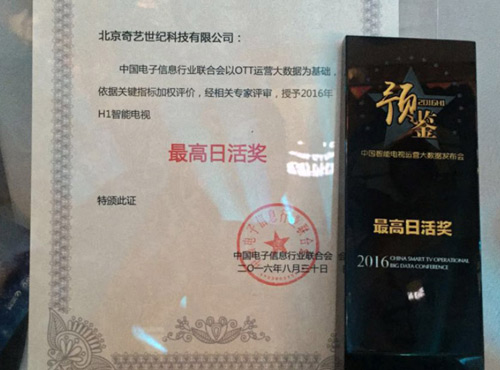 北京奇艺世纪科技有限公司：
中国电子信息行业联合会以OTT运营大数据为基础，
依据关键指标加权评价，经相关专家评审，授予2016年
H1智能电视
最高日活奖
特颁此证
中国电子信息行业联合会
二〇一六年八月三十日
2016H1
预鉴
中国智能电视运营大数据发布会
最高日活奖
2016 CHINA SMART TV OPERATIONAL
BIG DATA CONFERENCE